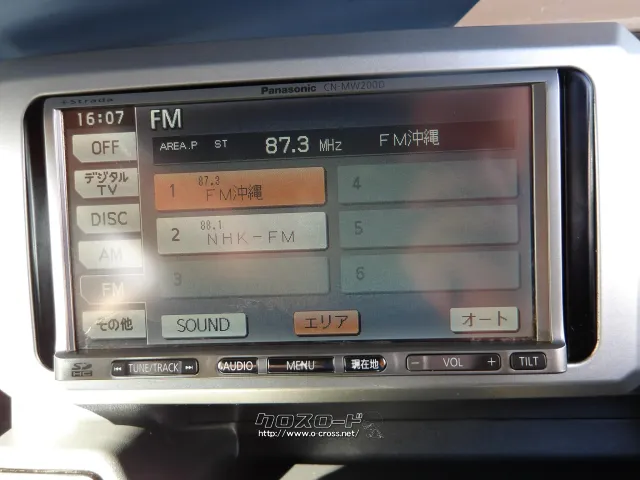 Panasonic CN-MW200D
i-Strada
16:07 FM
OFF
AREA.P ST 87.3 MHz FM沖縄
デジタル
TV
1 87.3 FM沖縄
4
DISC
2 88.1 NHK-FM
5
AM
3
6
FM
その他
SOUND
エリア
オート
SD HC
TUNE/TRACK
AUDIO
MENU
現在地
- VOL +
TILT
クロスロード
http://www.o-cross.net/